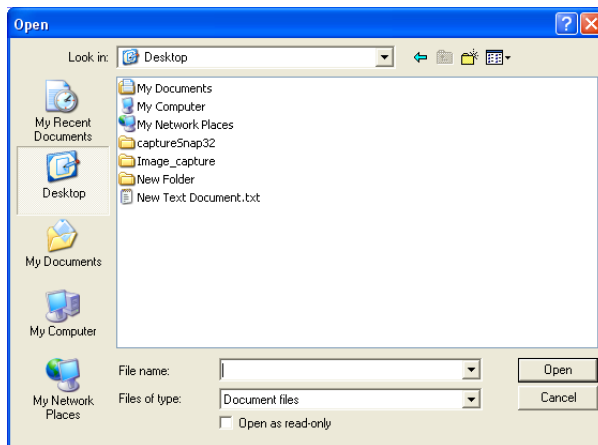 Open
Look in:
Desktop
My Recent
Documents
Desktop
My Documents
My Computer
My Network
Places
My Documents
My Computer
My Network Places
captureSnap32
Image_capture
New Folder
New Text Document.txt
File name:
Open
Files of type:
Document files
Cancel
Open as read-only